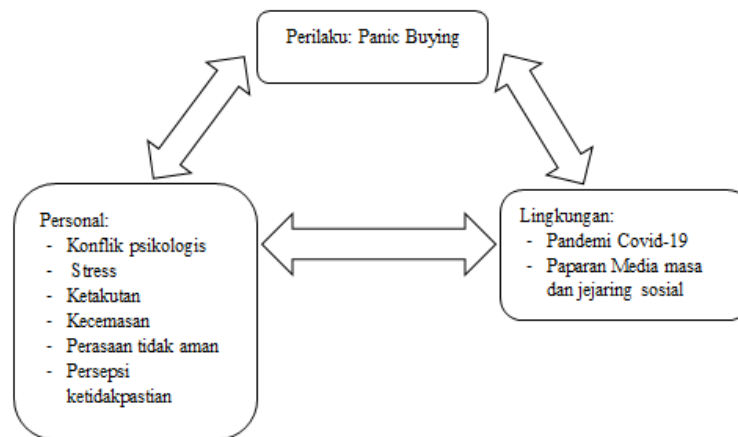 Perilaku: Panic Buying
Personal:
- Konflik psikologis
- Stress
- Ketakutan
- Kecemasan
- Perasaan tidak aman
- Persepsi
ketidakpastian
Lingkungan:
- Pandemi Covid-19
- Paparan Media masa
dan jejaring sosial